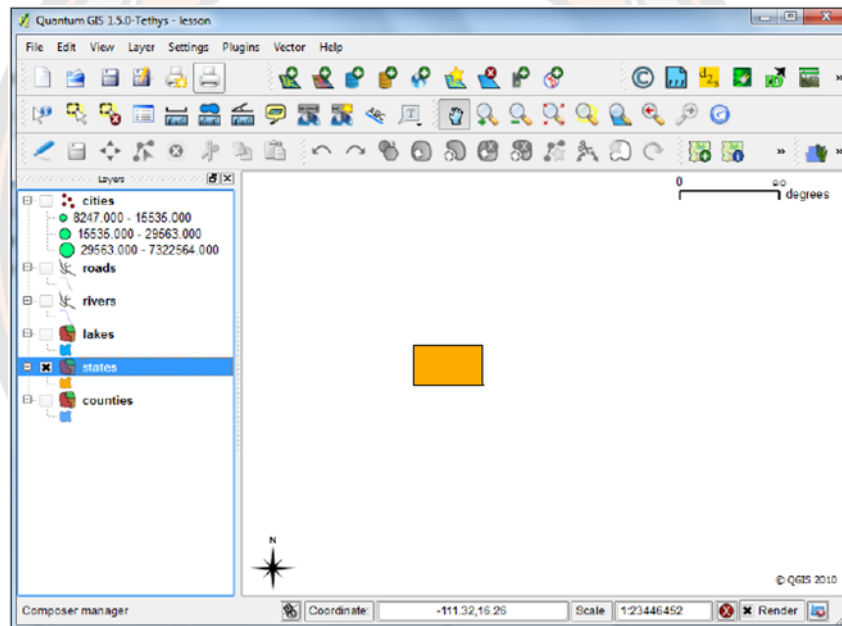 Quantum GIS 1.5.0-Tethys - lesson
File Edit View Layer Settings Plugins Vector Help
Layers
cities
8247.000 - 15535.000
15535.000 - 29563.000
29563.000 - 7322564.000
roads
rivers
lakes
states
counties
0
degrees
N
© QGIS 2010
Composer manager Coordinate: -111.32,16.26 Scale 1:23446452 Render